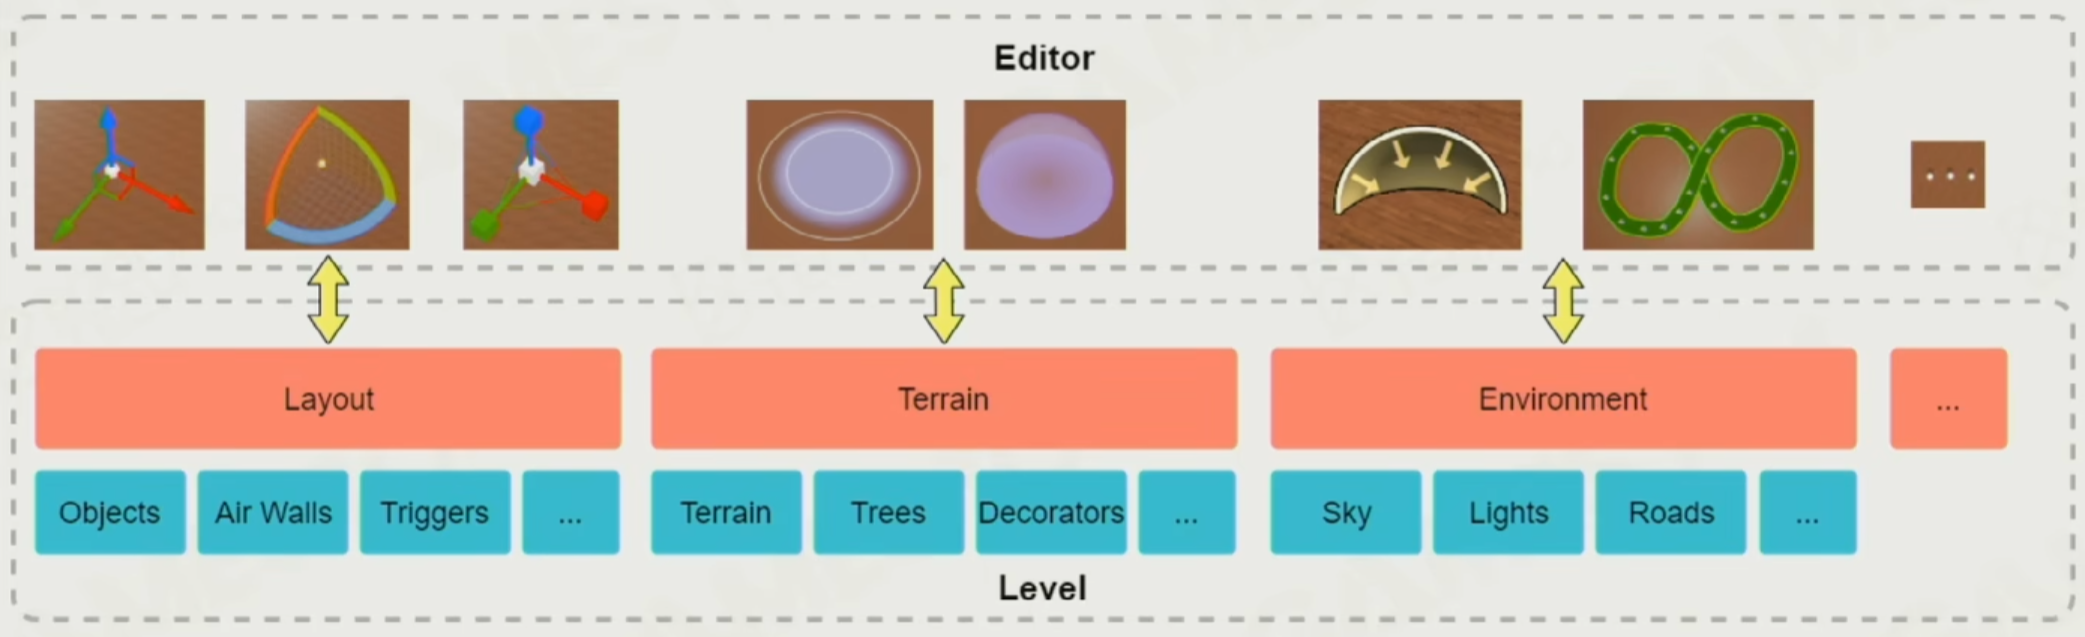 Editor
...
Layout
Terrain
Environment
...
Objects
Air Walls
Triggers
...
Terrain
Trees
Decorators
...
Sky
Lights
Roads
...
Level